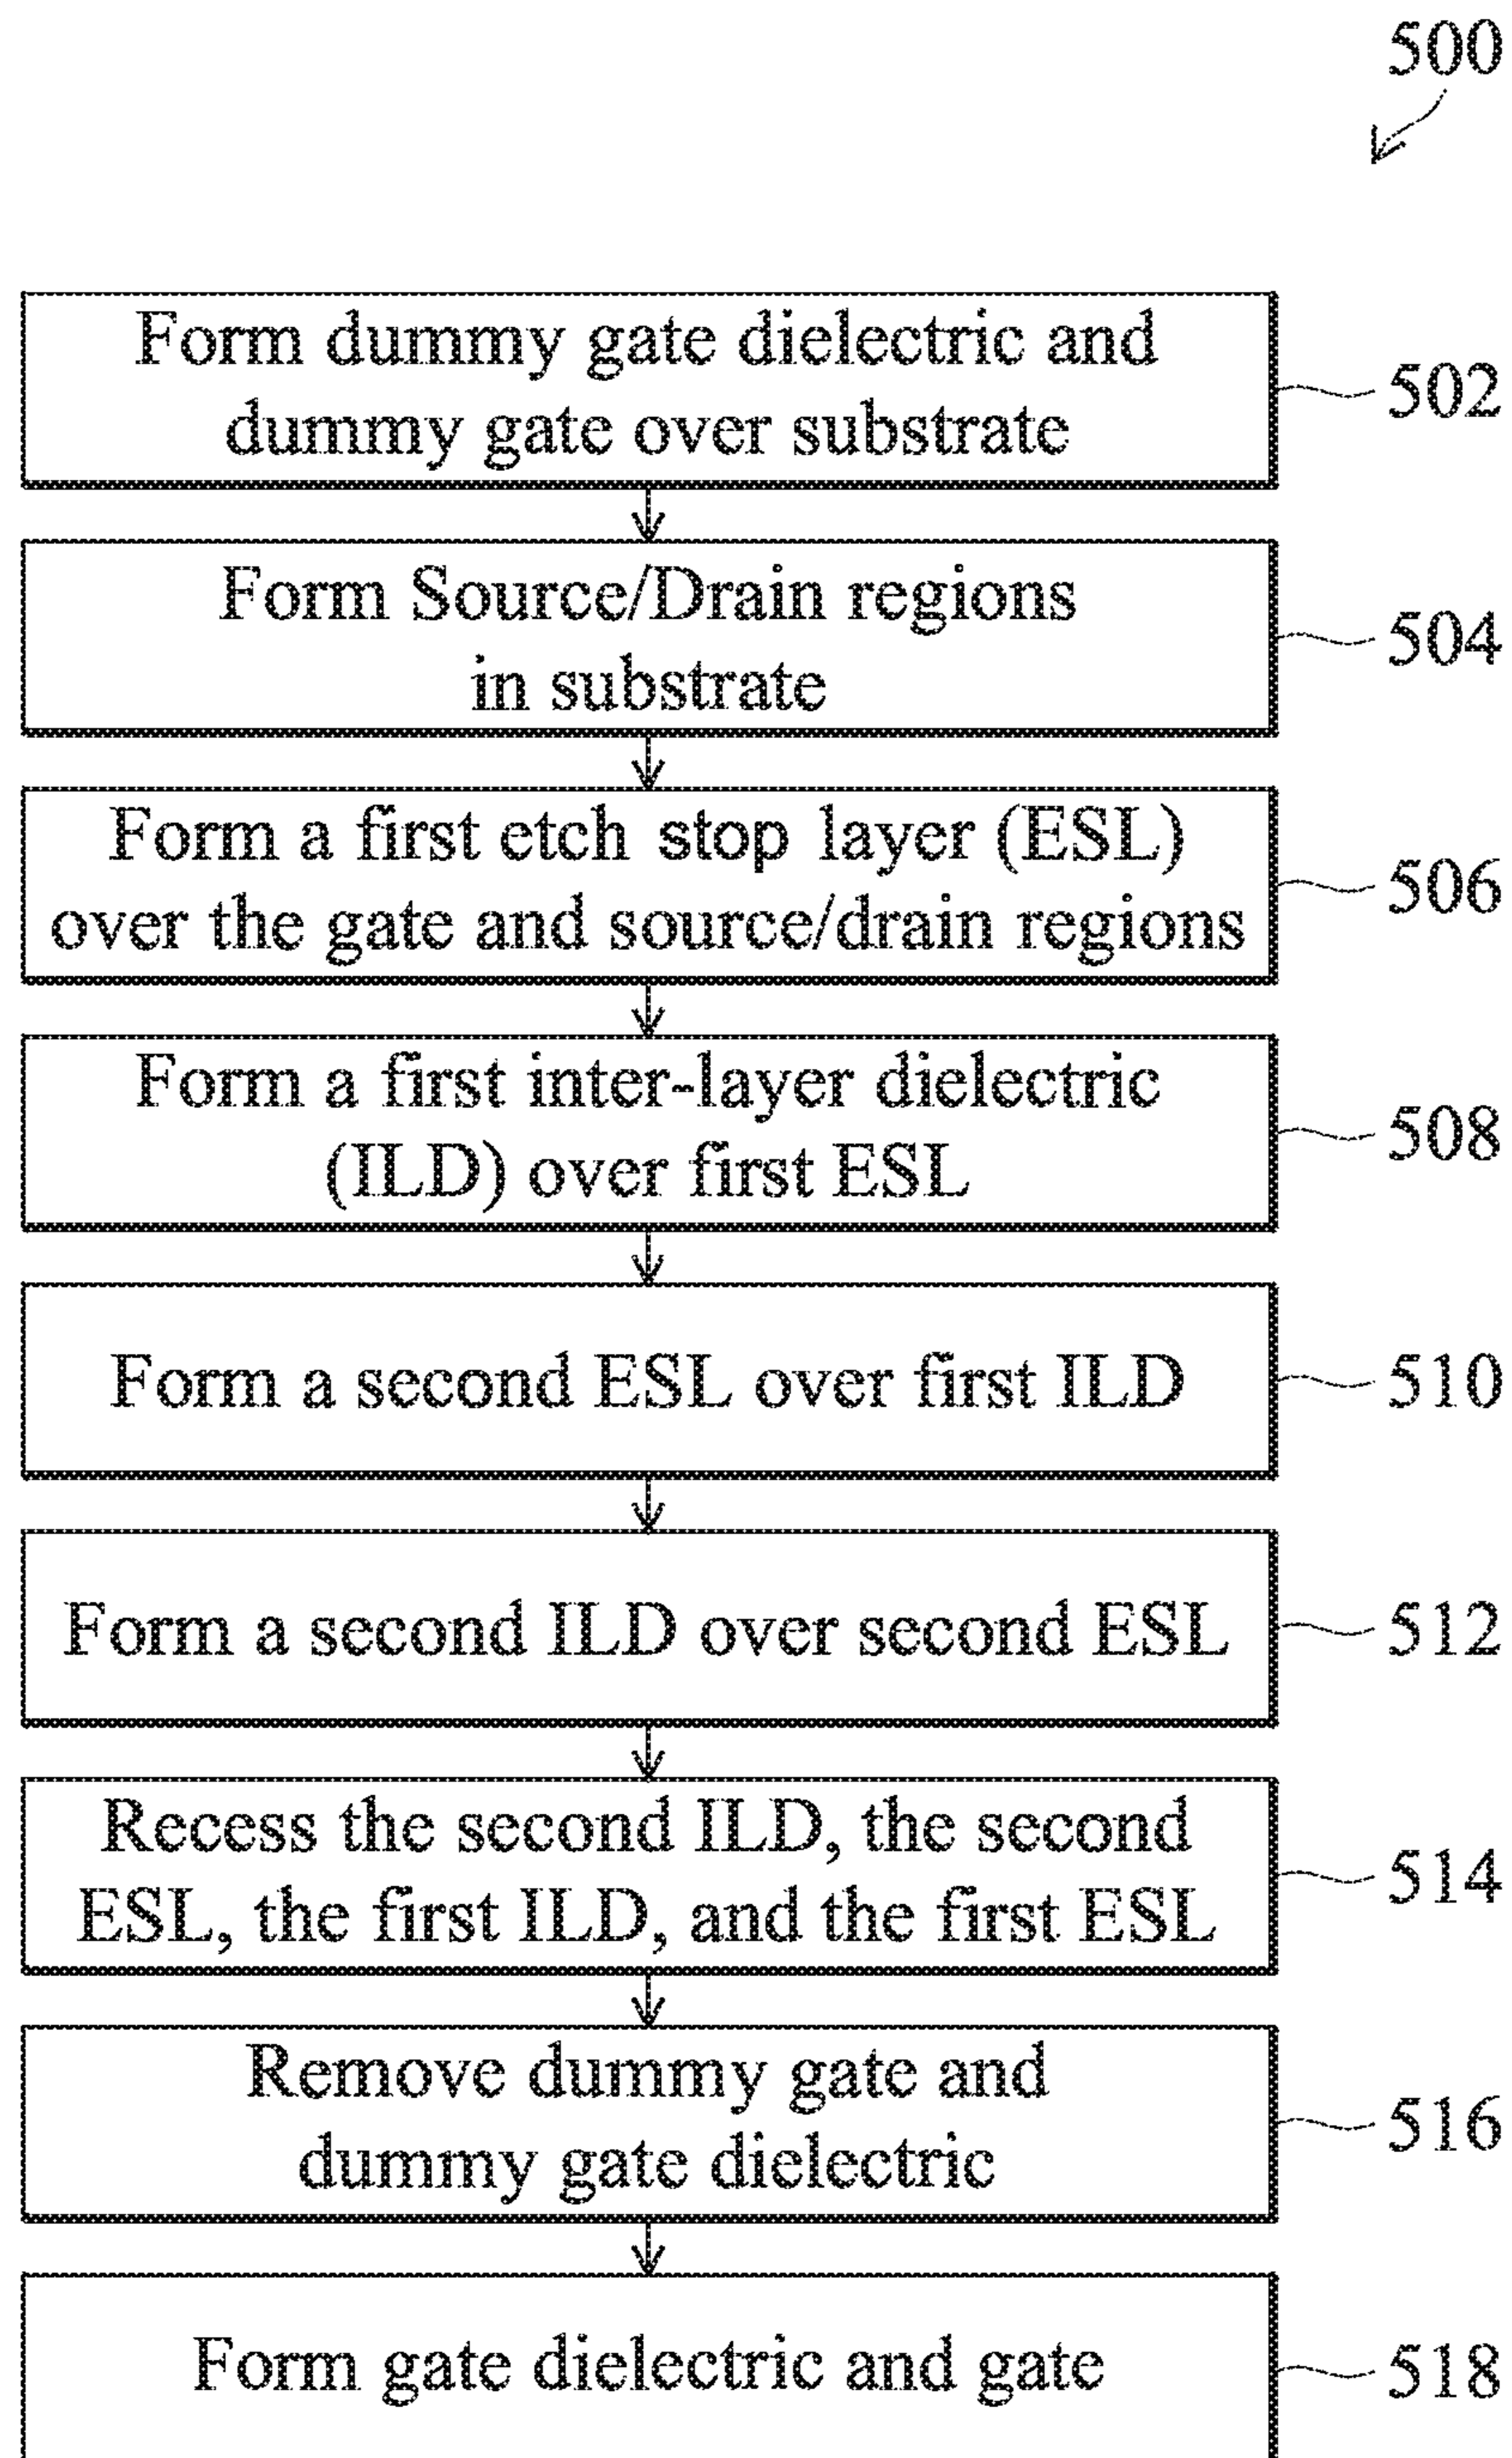 500
Form dummy gate dielectric and
dummy gate over substrate
502
Form Source/Drain regions
in substrate
504
Form a first etch stop layer (ESL)
over the gate and source/drain regions
506
Form a first inter-layer dielectric
(ILD) over first ESL
508
Form a second ESL over first ILD
510
Form a second ILD over second ESL
512
Recess the second ILD, the second
ESL, the first ILD, and the first ESL
514
Remove dummy gate and
dummy gate dielectric
516
Form gate dielectric and gate
518